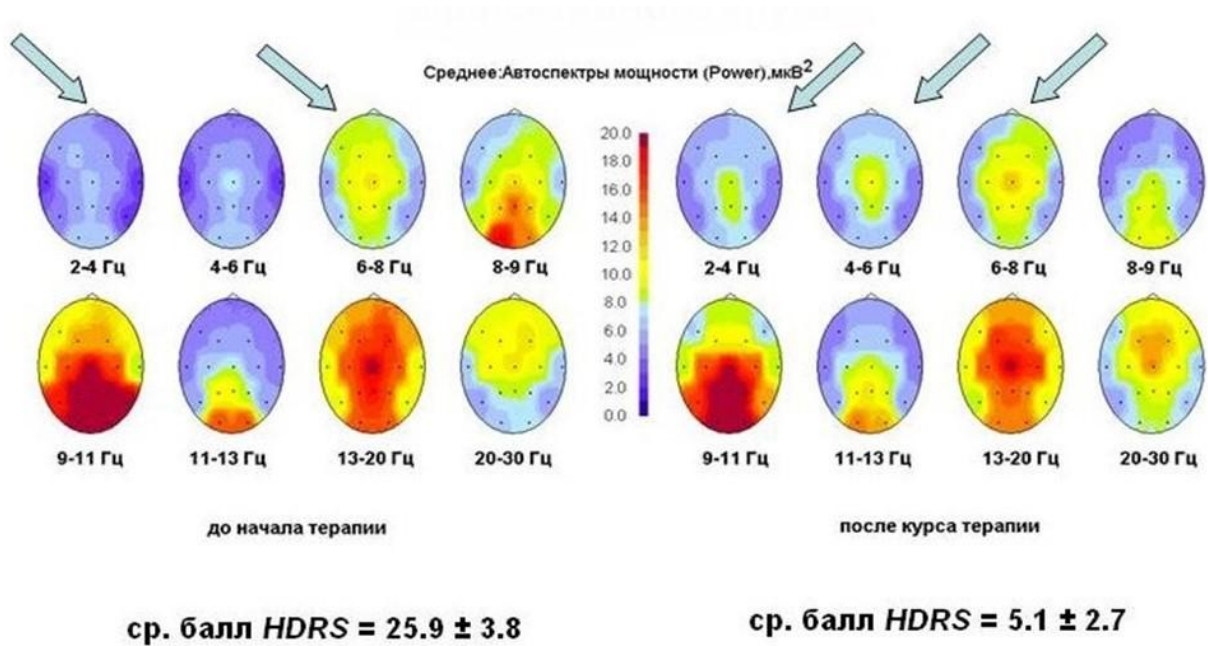 Среднее:Автоспектры мощности (Power),мкВ2
20.0
18.0
16.0
14.0
12.0
10.0
8.0
6.0
4.0
2.0
0.0
2-4 Гц 4-6 Гц 6-8 Гц 8-9 Гц
9-11 Гц 11-13 Гц 13-20 Гц 20-30 Гц
до начала терапии
ср. балл HDRS = 25.9 ± 3.8
2-4 Гц 4-6 Гц 6-8 Гц 8-9 Гц
9-11 Гц 11-13 Гц 13-20 Гц 20-30 Гц
после курса терапии
ср. балл HDRS = 5.1 ± 2.7